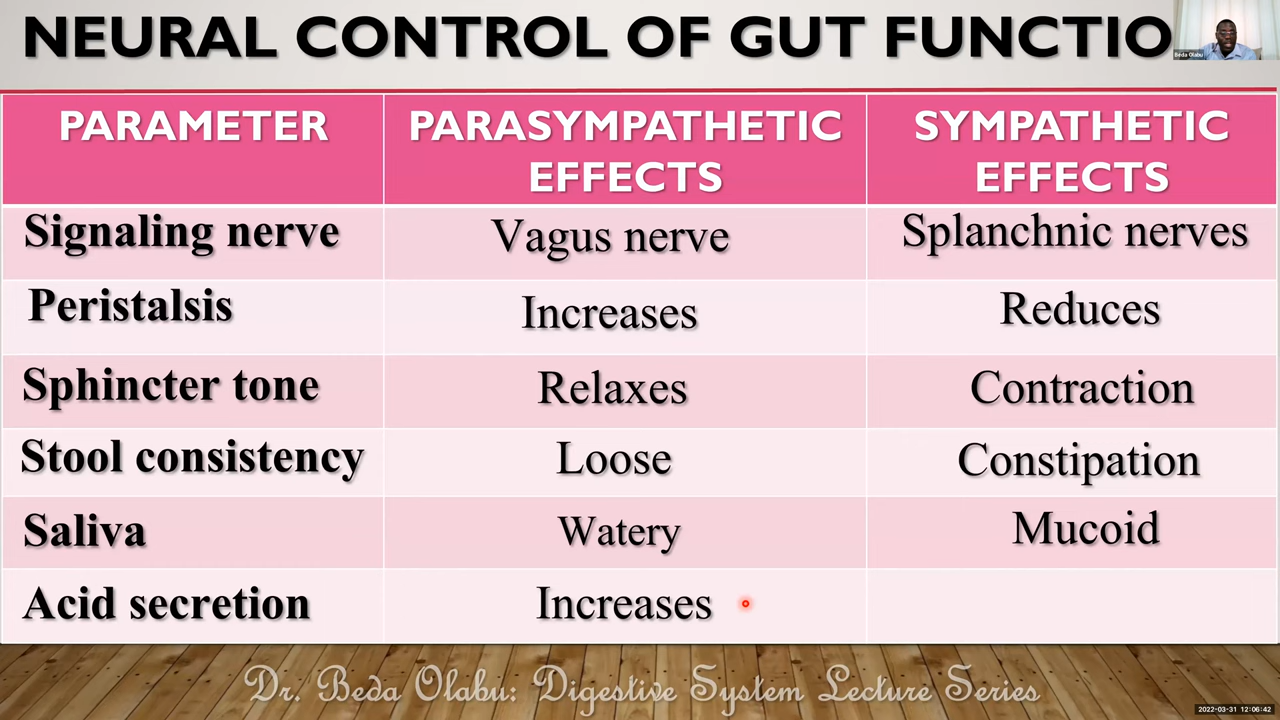 NEURAL CONTROL OF GUT FUNCTIO
Beda Olabu
PARAMETER
PARASYMPATHETIC
EFFECTS
SYMPATHETIC
EFFECTS
Signaling nerve
Vagus nerve
Splanchnic nerves
Peristalsis
Increases
Reduces
Sphincter tone
Relaxes
Contraction
Stool consistency
Loose
Constipation
Saliva
Watery
Mucoid
Acid secretion
Increases
Dr. Beda Olabu: Digestive System Lecture Series
2022-03-31 12:06:42